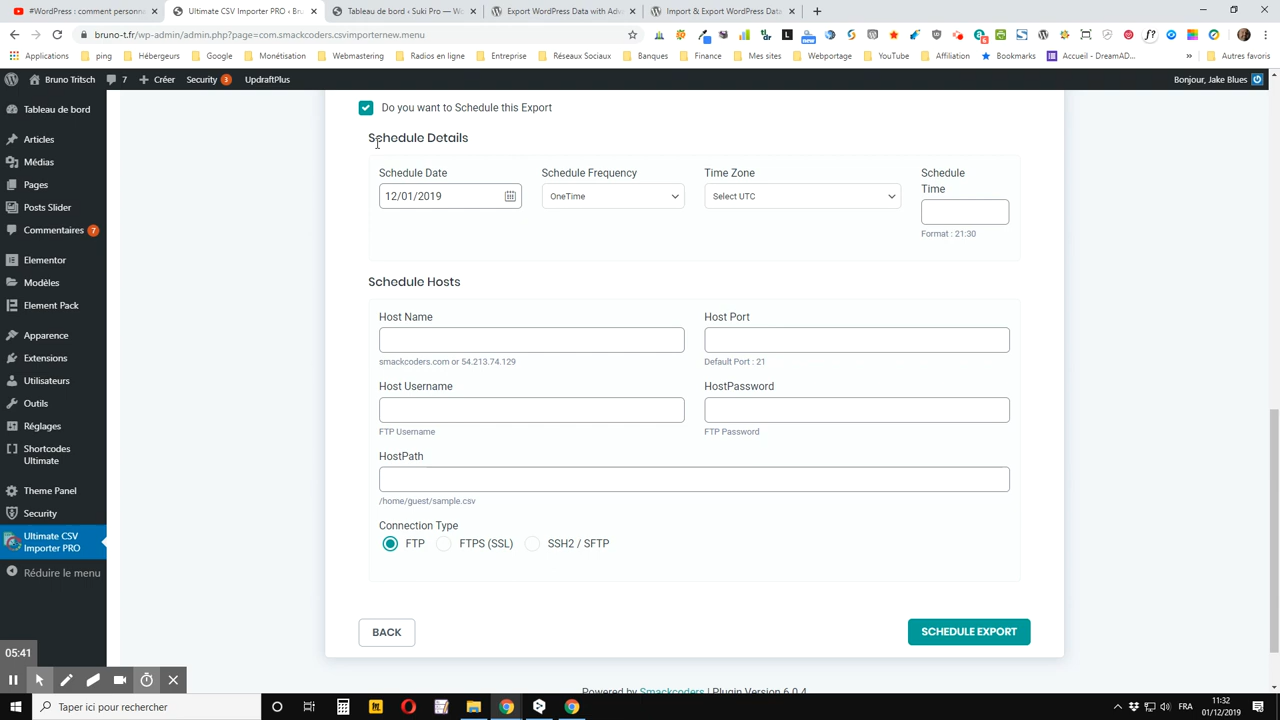 #WordPress : comment personna
Ultimate CSV Importer PRO ‹ Bru
Tableau de bord ‹ Suki Pro — Wo
Export WordPress Data with Adva
Import & Export WordPress Data
bruno-t.fr/wp-admin/admin.php?page=com.smackcoders.csvimporternew.menu
Applications
ping
Hébergeurs
Google
Monétisation
Webmastering
Radios en ligne
Entreprise
Réseaux Sociaux
Banques
Finance
Mes sites
Webportage
YouTube
Affiliation
Bookmarks
Accueil - DreamAD...
»
Autres favoris
Bruno Tritsch
7
Créer
Security 3
UpdraftPlus
Bonjour, Jake Blues
Tableau de bord
Articles
Médias
Pages
Posts Slider
Commentaires 7
Elementor
Modèles
Element Pack
Apparence
Extensions
Utilisateurs
Outils
Réglages
Shortcodes
Ultimate
Theme Panel
Security
Ultimate CSV
Importer PRO
Réduire le menu
Do you want to Schedule this Export
Schedule Details
Schedule Date
12/01/2019
Schedule Frequency
OneTime
Time Zone
Select UTC
Schedule
Time
Format : 21:30
Schedule Hosts
Host Name
smackcoders.com or 54.213.74.129
Host Port
Default Port : 21
Host Username
FTP Username
HostPassword
FTP Password
HostPath
/home/guest/sample.csv
Connection Type
FTP
FTPS (SSL)
SSH2 / SFTP
BACK
SCHEDULE EXPORT
Powered by Smackcoders | Plugin Version 6.0.4
05:41
Taper ici pour rechercher
FRA
11:32
01/12/2019